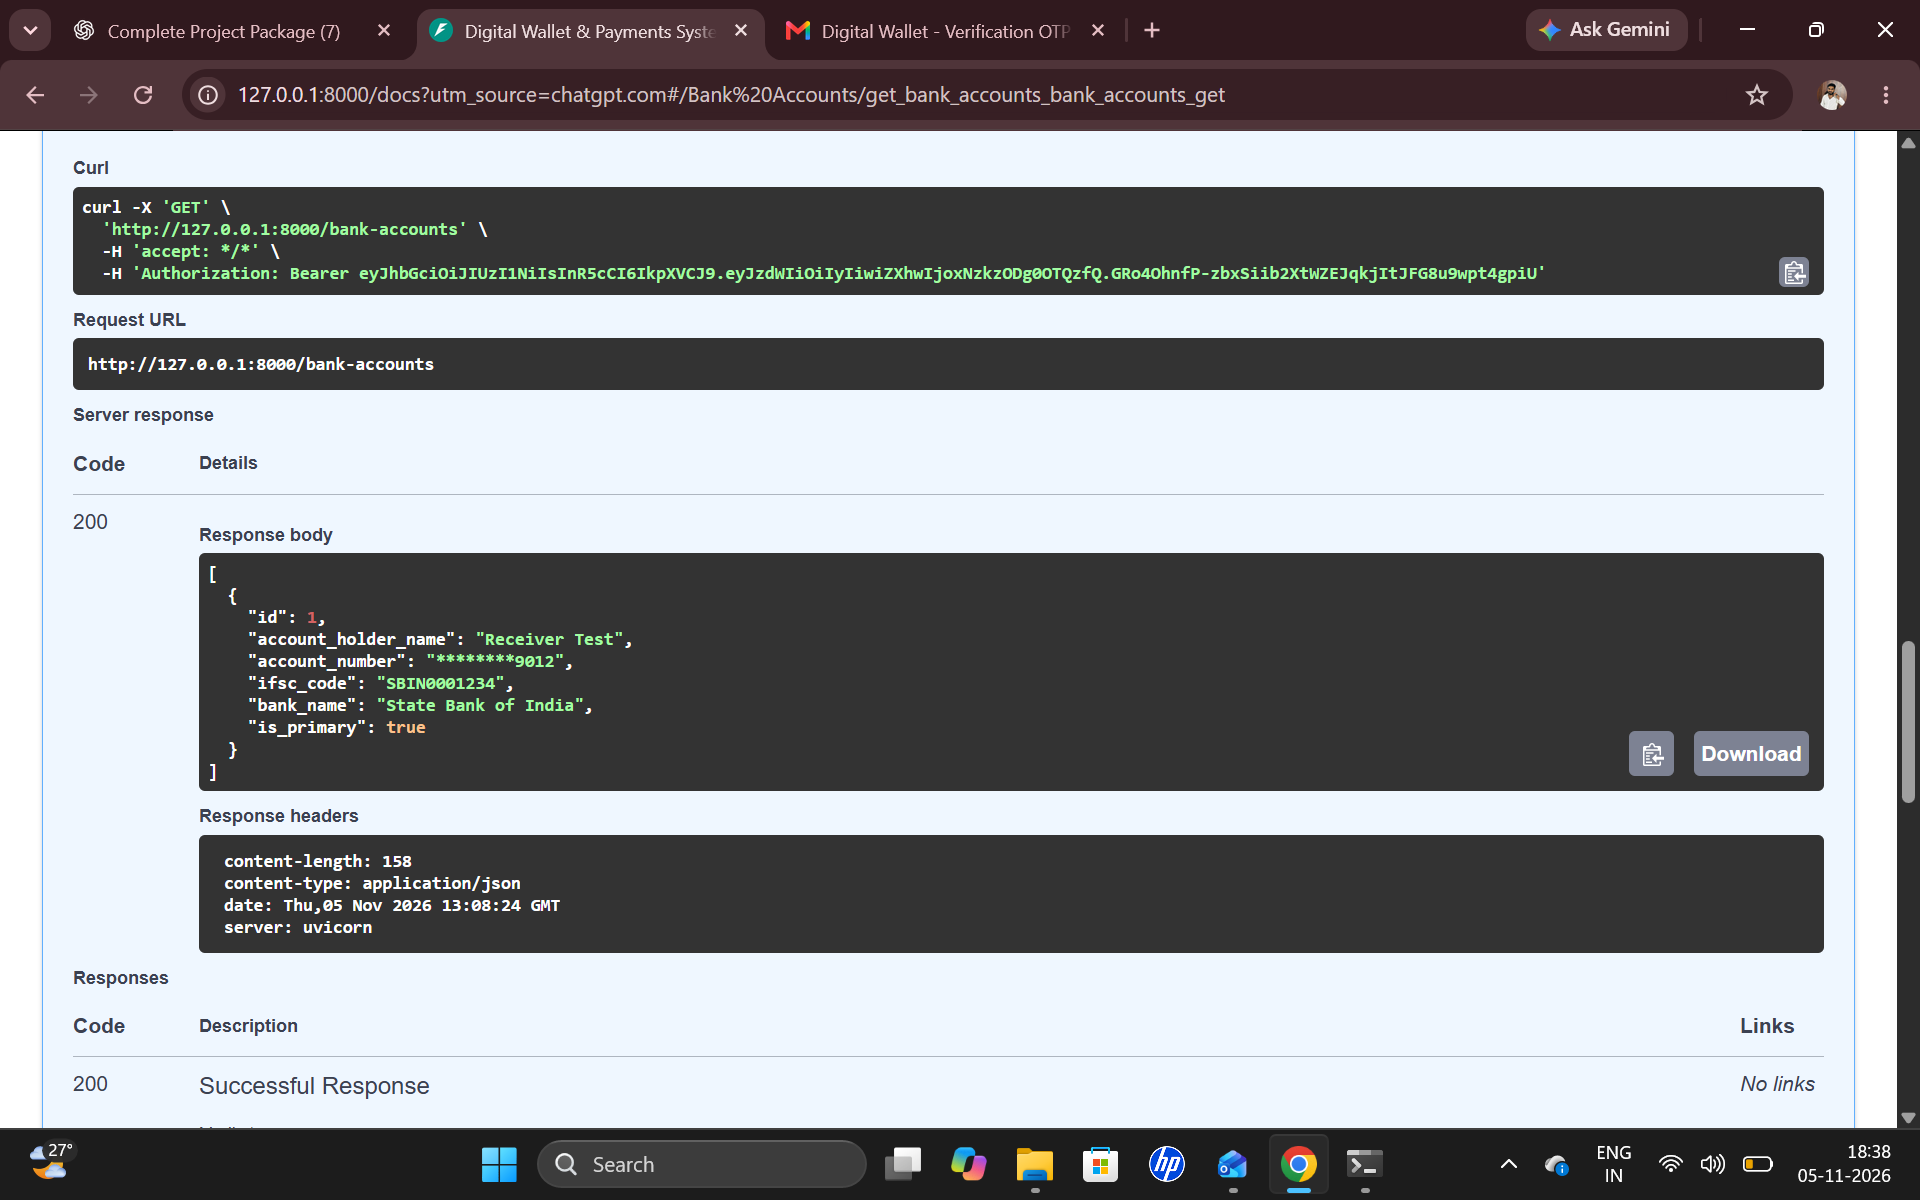 Complete Project Package (7)
Digital Wallet & Payments Syste
Digital Wallet - Verification OTP
Ask Gemini
127.0.0.1:8000/docs?utm_source=chatgpt.com#/Bank%20Accounts/get_bank_accounts_bank_accounts_get
Curl
curl -X 'GET' \
'http://127.0.0.1:8000/bank-accounts' \
-H 'accept: */*' \
-H 'Authorization: Bearer eyJhbGciOiJIUzI1NiIsInR5cCI6IkpXVCJ9.eyJzdWIiOiIyIiwiZXhwIjoxNzkzODg0OTQzfQ.GRo4OhnfP-zbxSiib2XtWZEJqkjItJFG8u9wpt4gpiU'
Request URL
http://127.0.0.1:8000/bank-accounts
Server response
Code Details
200
Response body
[
{
"id": 1,
"account_holder_name": "Receiver Test",
"account_number": "********9012",
"ifsc_code": "SBIN0001234",
"bank_name": "State Bank of India",
"is_primary": true
}
]
Download
Response headers
content-length: 158
content-type: application/json
date: Thu,05 Nov 2026 13:08:24 GMT
server: uvicorn
Responses
Code Description Links
200 Successful Response No links
27°
Search
hp
ENG
IN
18:38
05-11-2026